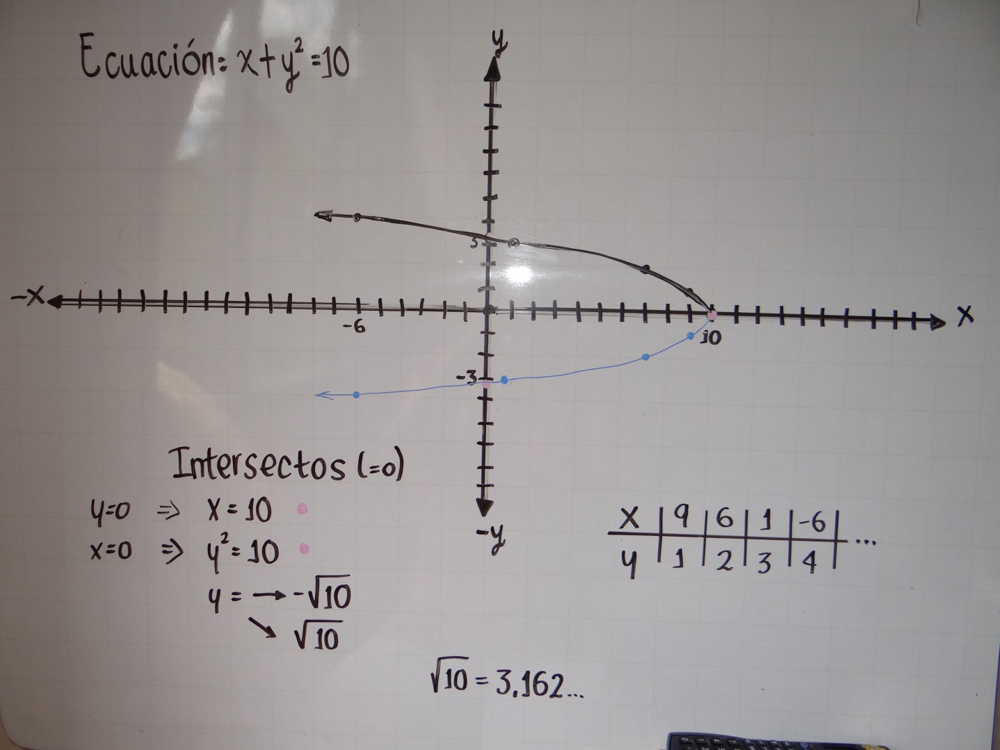 Ecuación: x+y²=10
y
3
-x
x
-6
10
-3
-y
Intersectos (=0)
y=0 => x=10
x=0 => y²=10
y= → -√10
↘ √10
x | 9 | 6 | 1 | -6 | ...
y | 1 | 2 | 3 | 4 |
√10 = 3.162...